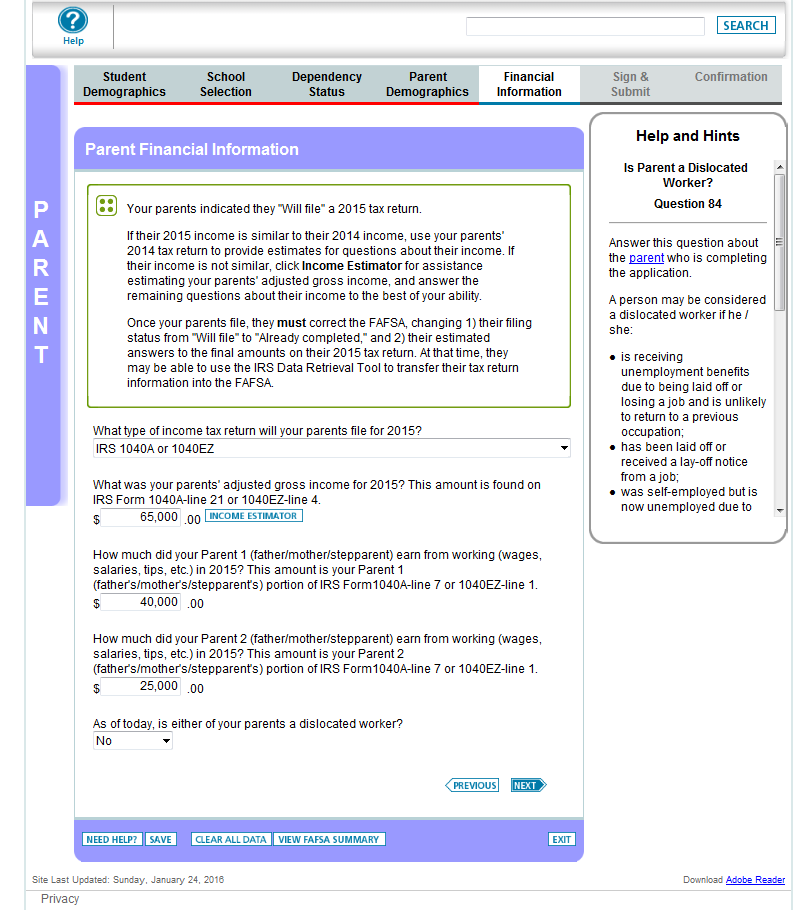 Help
SEARCH
Student Demographics
School Selection
Dependency Status
Parent Demographics
Financial Information
Sign & Submit
Confirmation
PARENT
Parent Financial Information
Your parents indicated they "Will file" a 2015 tax return.
If their 2015 income is similar to their 2014 income, use your parents'
2014 tax return to provide estimates for questions about their income. If
their income is not similar, click Income Estimator for assistance
estimating your parents' adjusted gross income, and answer the
remaining questions about their income to the best of your ability.
Once your parents file, they must correct the FAFSA, changing 1) their filing
status from "Will file" to "Already completed," and 2) their estimated
answers to the final amounts on their 2015 tax return. At that time, they
may be able to use the IRS Data Retrieval Tool to transfer their tax return
information into the FAFSA.
What type of income tax return will your parents file for 2015?
IRS 1040A or 1040EZ
What was your parents' adjusted gross income for 2015? This amount is found on
IRS Form 1040A-line 21 or 1040EZ-line 4.
$ 65,000 .00 INCOME ESTIMATOR
How much did your Parent 1 (father/mother/stepparent) earn from working (wages,
salaries, tips, etc.) in 2015? This amount is your Parent 1
(father's/mother's/stepparent's) portion of IRS Form1040A-line 7 or 1040EZ-line 1.
$ 40,000 .00
How much did your Parent 2 (father/mother/stepparent) earn from working (wages,
salaries, tips, etc.) in 2015? This amount is your Parent 2
(father's/mother's/stepparent's) portion of IRS Form1040A-line 7 or 1040EZ-line 1.
$ 25,000 .00
As of today, is either of your parents a dislocated worker?
No
PREVIOUS NEXT
NEED HELP? SAVE CLEAR ALL DATA VIEW FAFSA SUMMARY EXIT
Help and Hints
Is Parent a Dislocated
Worker?
Question 84
Answer this question about
the parent who is completing
the application.
A person may be considered
a dislocated worker if he /
she:
• is receiving
unemployment benefits
due to being laid off or
losing a job and is unlikely
to return to a previous
occupation;
• has been laid off or
received a lay-off notice
from a job;
• was self-employed but is
now unemployed due to
Site Last Updated: Sunday, January 24, 2016
Download Adobe Reader
Privacy